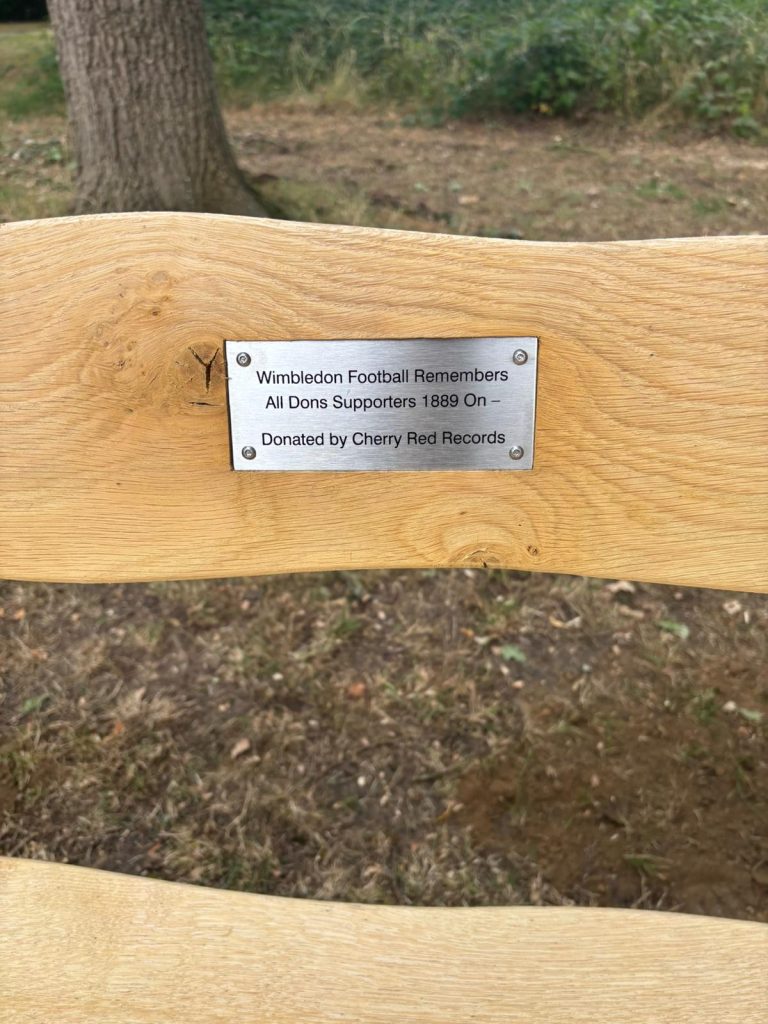 Wimbledon Football Remembers
All Dons Supporters 1889 On –
Donated by Cherry Red Records